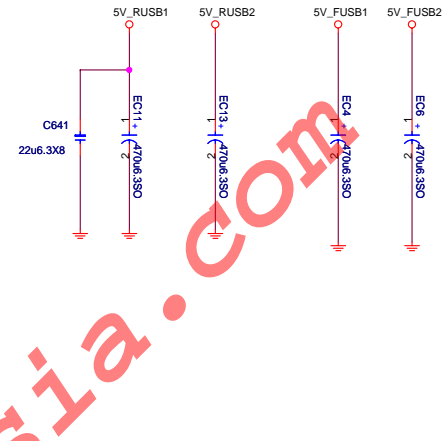 5V_RUSB1
5V_RUSB2
5V_FUSB1
5V_FUSB2
C641
22u6.3X8
EC11
1
+
2
470u6.3SO
EC13
1
+
2
470u6.3SO
EC4
1
+
2
470u6.3SO
EC6
1
+
2
470u6.3SO
sia.com